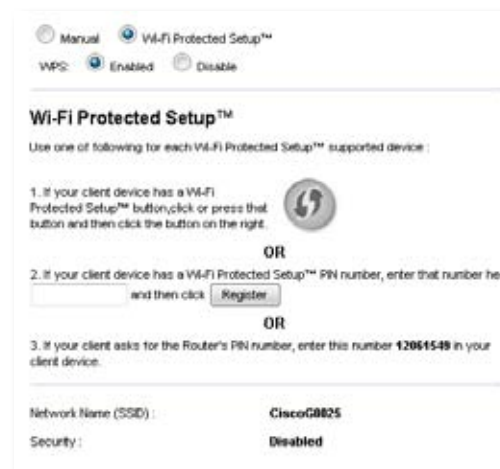 Manual Wi-Fi Protected Setup™
WPS: Enabled Disable
Wi-Fi Protected Setup™
Use one of following for each Wi-Fi Protected Setup™ supported device :
1. If your client device has a Wi-Fi
Protected Setup™ button,click or press that
button and then click the button on the right.
OR
2. If your client device has a Wi-Fi Protected Setup™ PIN number, enter that number he
and then click Register
OR
3. If your client asks for the Router's PIN number, enter this number 12061549 in your
client device.
Network Name (SSID) : CiscoG0025
Security : Disabled